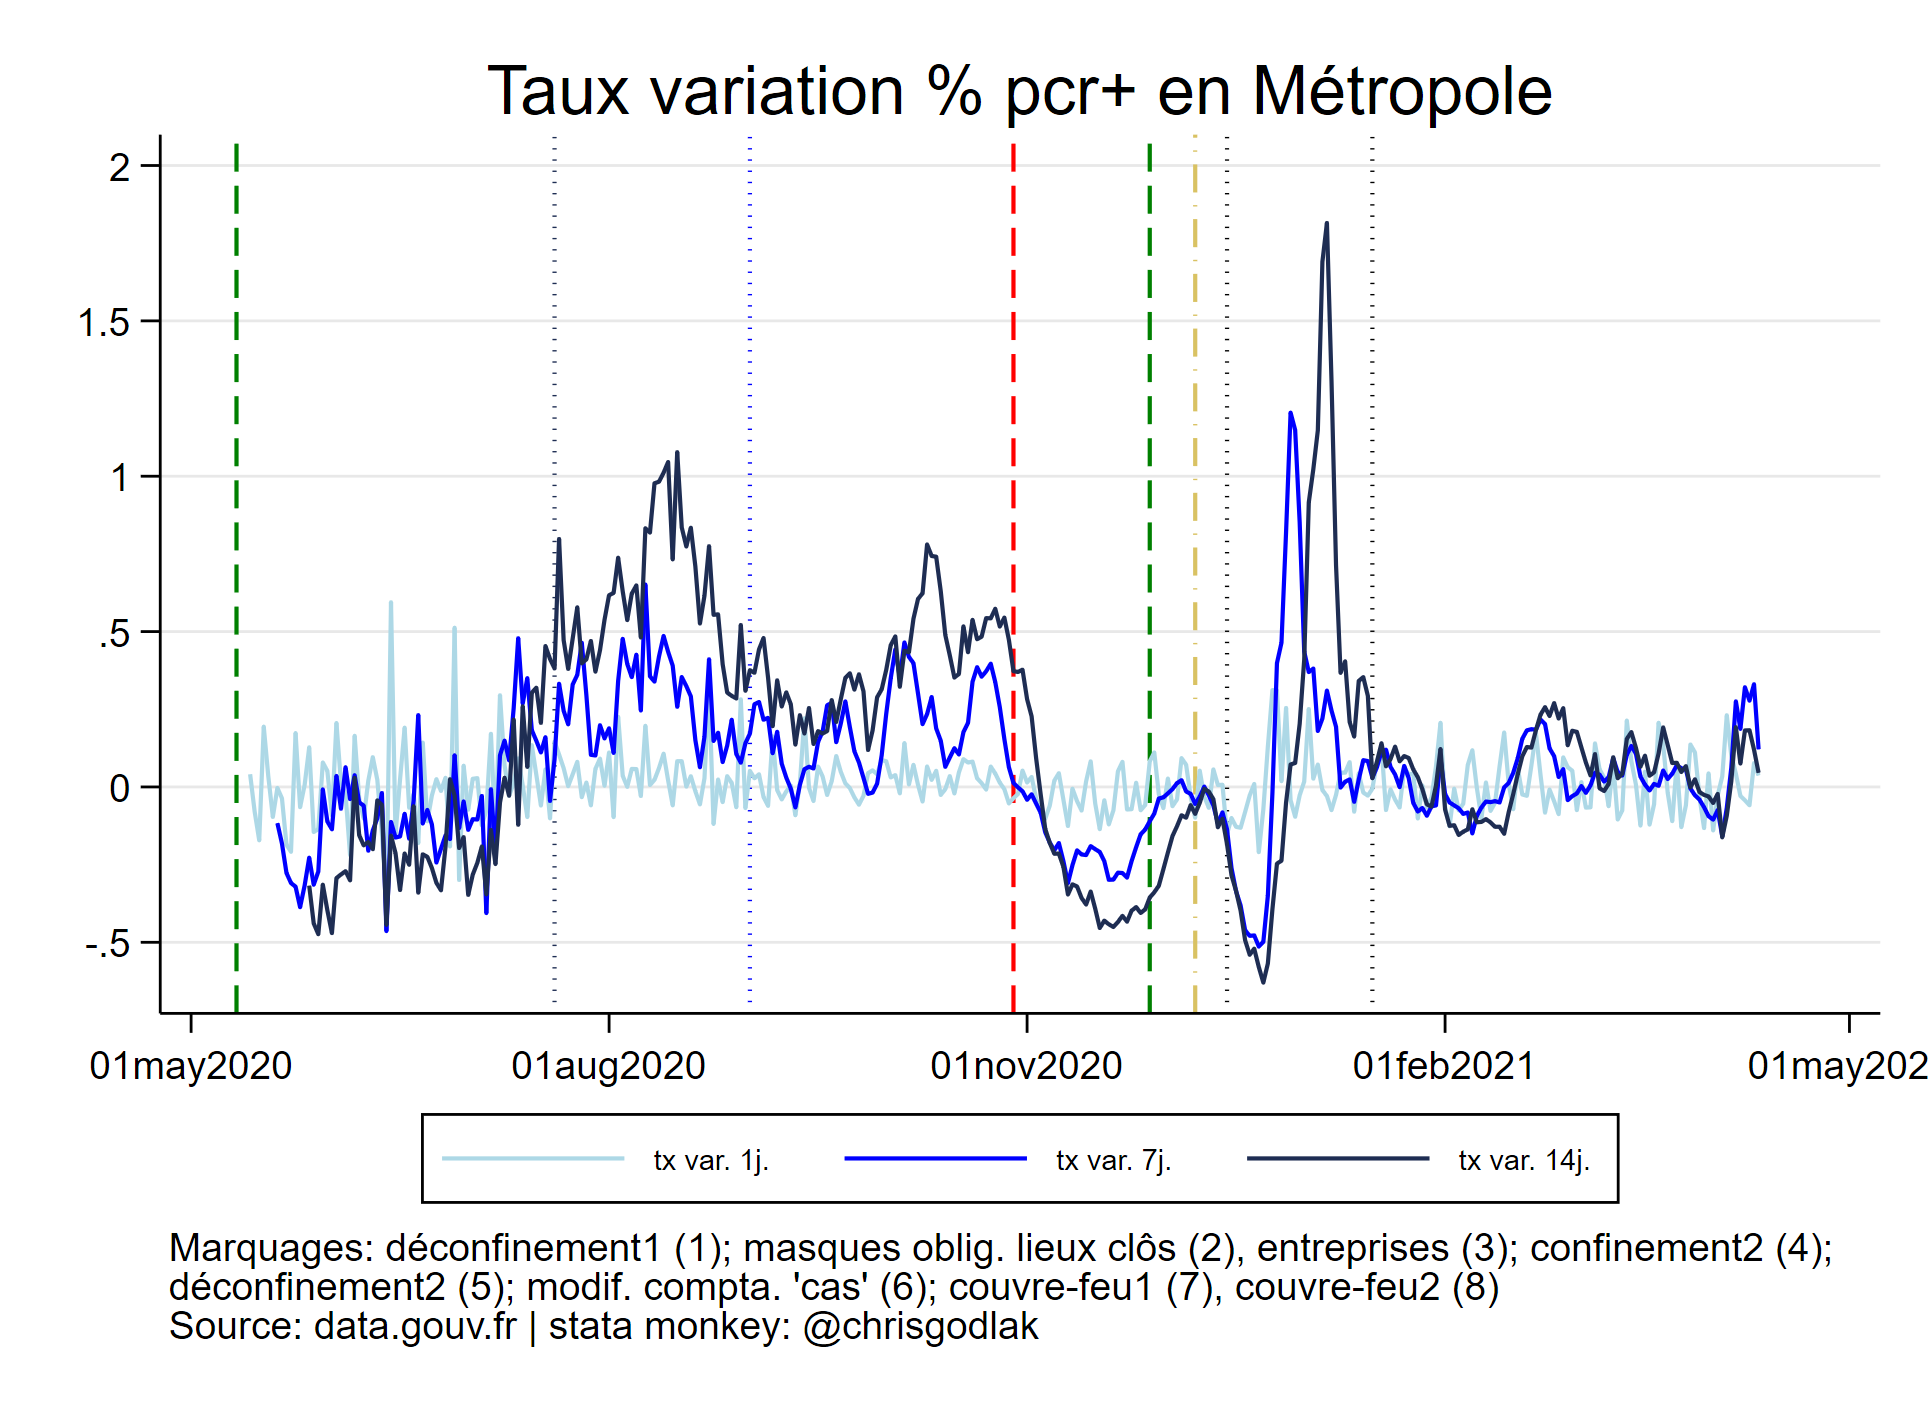 Taux variation % pcr+ en Métropole
2
1.5
1
.5
0
-.5
01may2020 01aug2020 01nov2020 01feb2021 01may202
tx var. 1j. tx var. 7j. tx var. 14j.
Marquages: déconfinement1 (1); masques oblig. lieux clôs (2), entreprises (3); confinement2 (4);
déconfinement2 (5); modif. compta. 'cas' (6); couvre-feu1 (7), couvre-feu2 (8)
Source: data.gouv.fr | stata monkey: @chrisgodlak